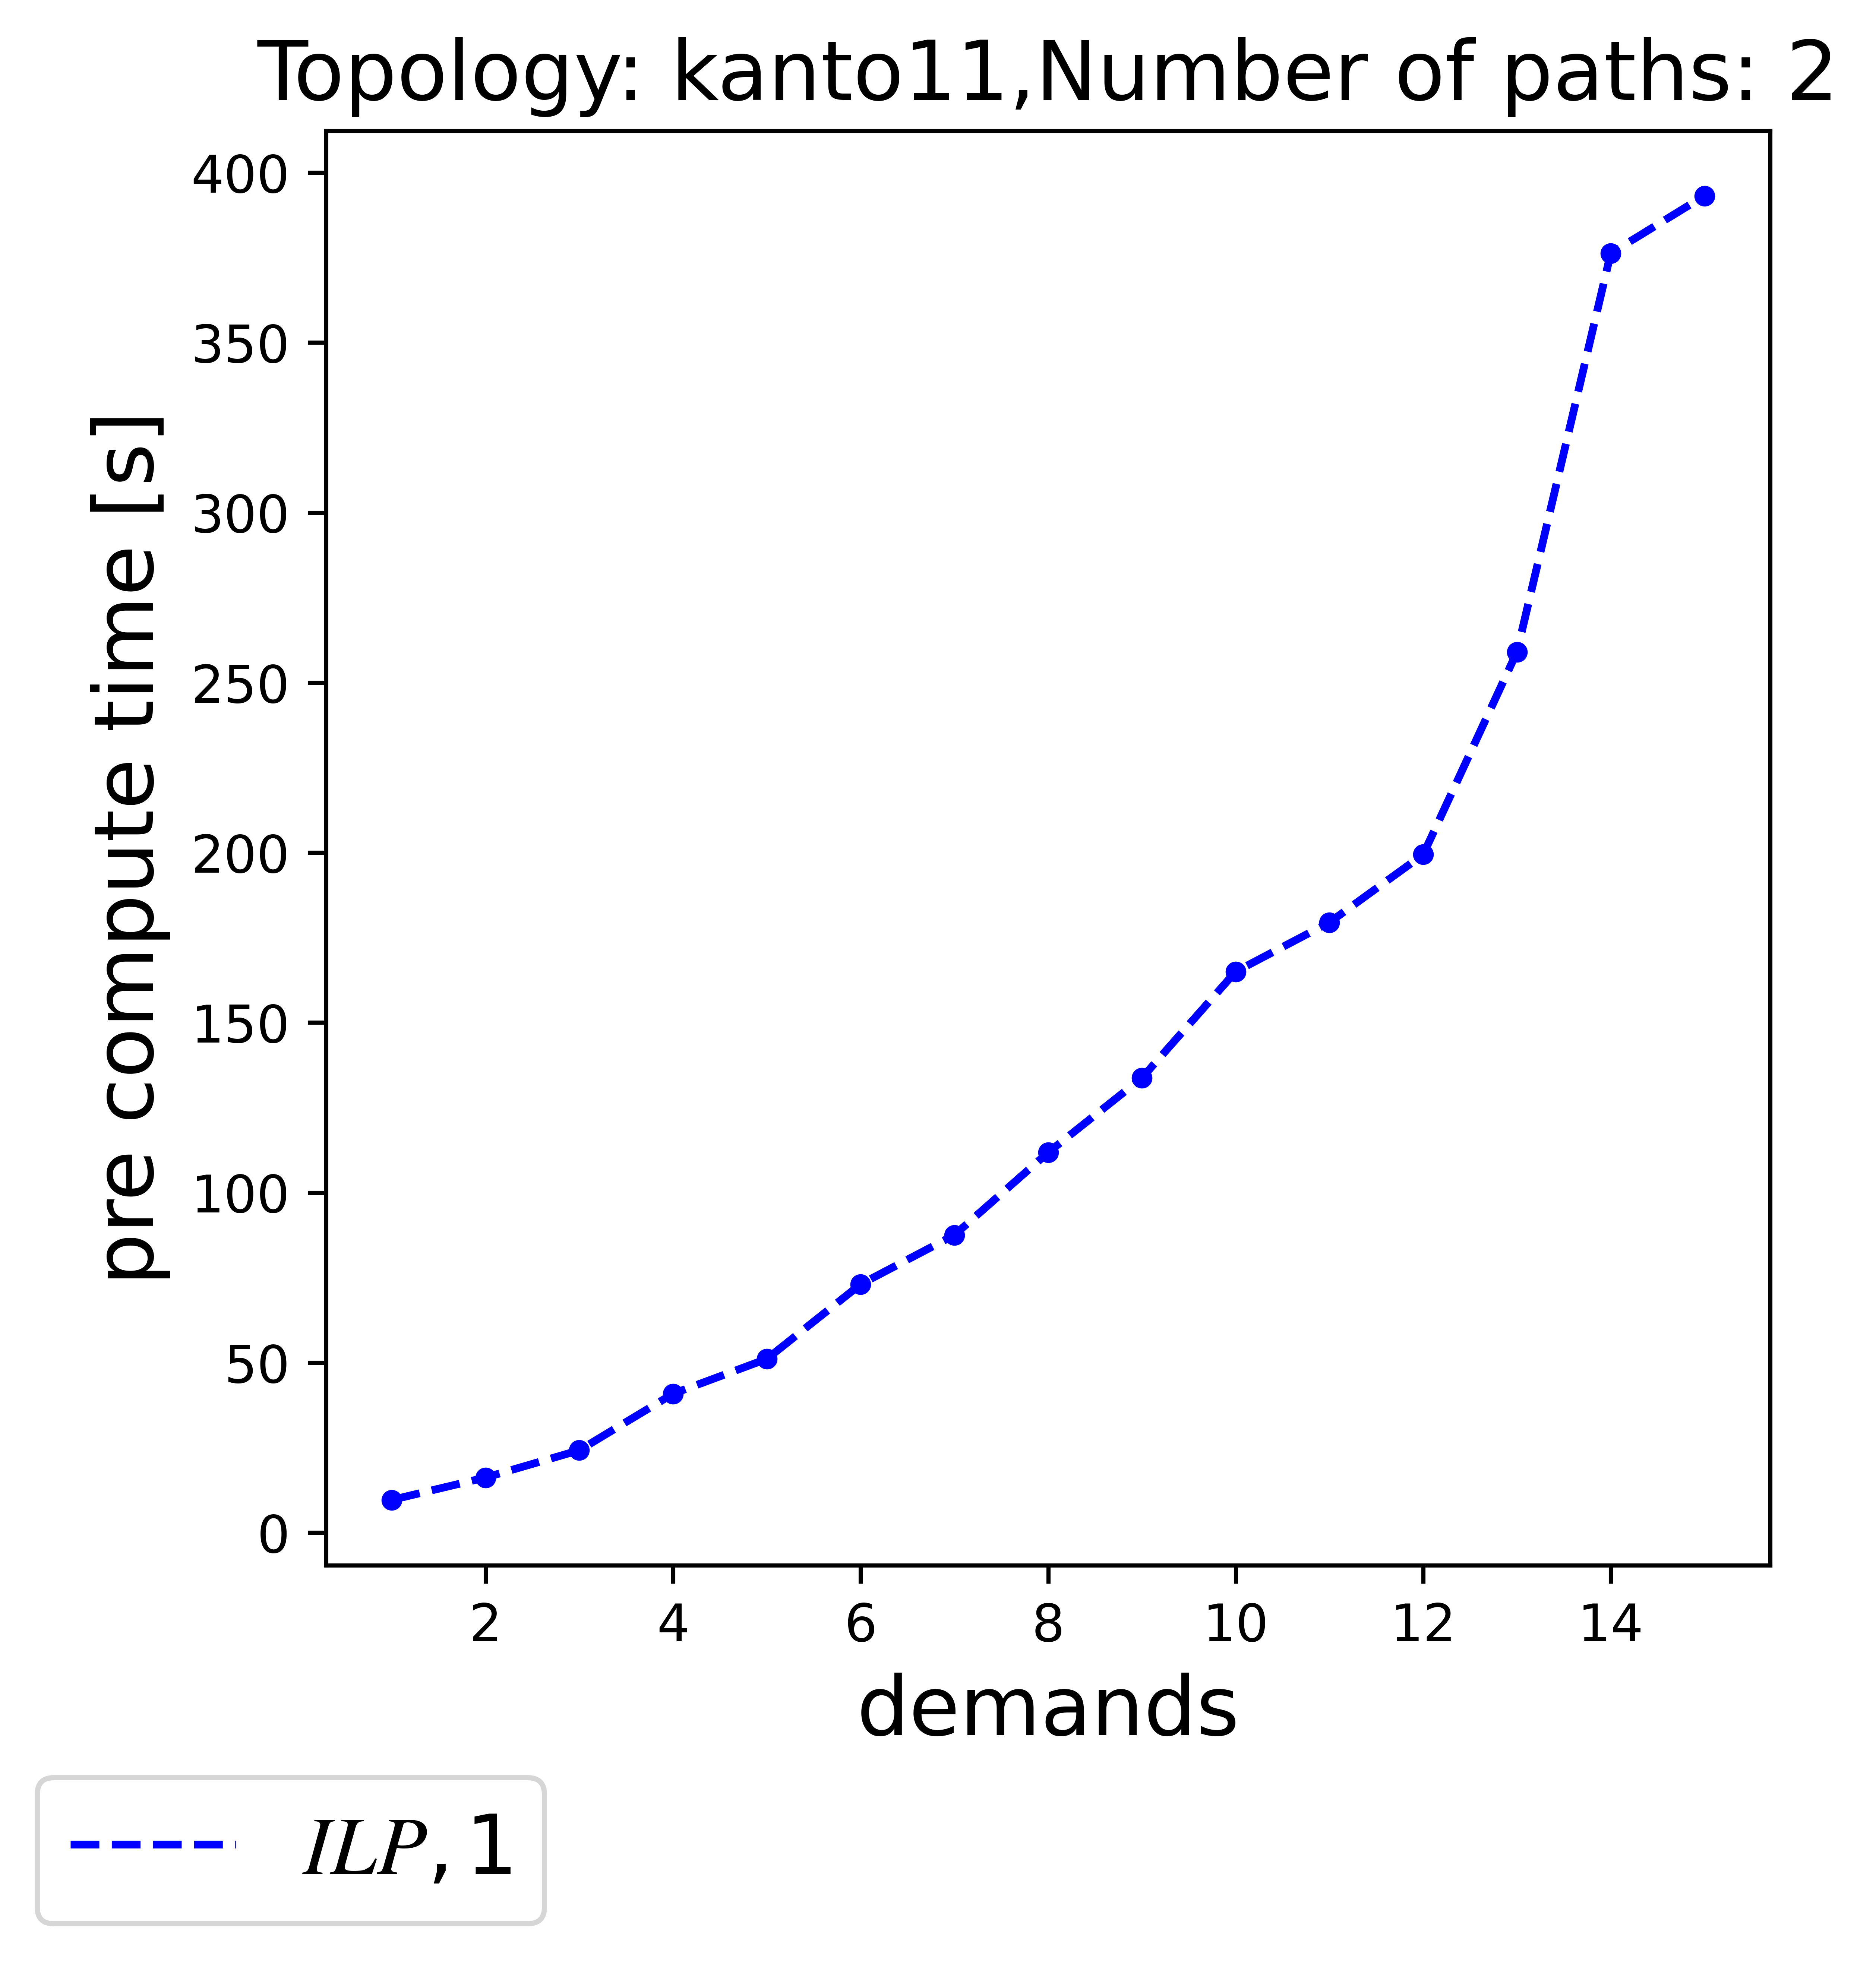 Topology: kanto11,Number of paths: 2
pre compute time [s]
400
350
300
250
200
150
100
50
0
2 4 6 8 10 12 14
demands
ILP, 1